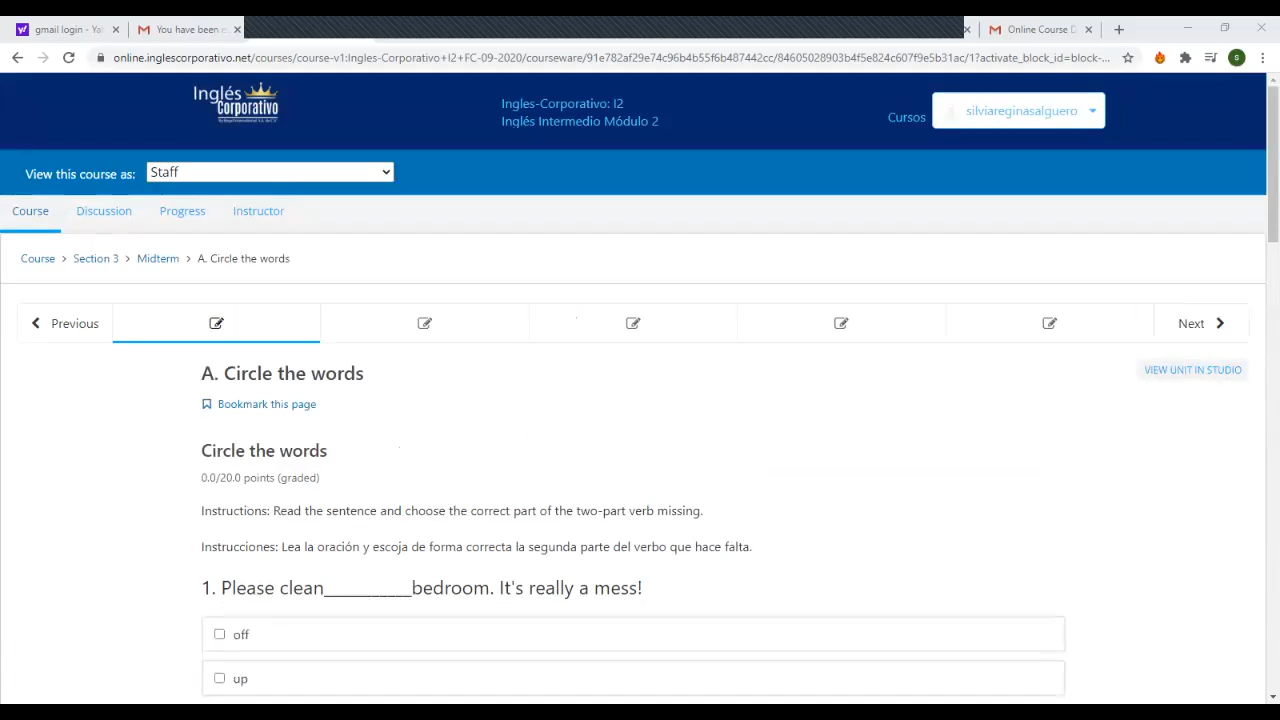 gmail login - Ya
You have been e
Online Course D
online.inglescorporativo.net/courses/course-v1:Ingles-Corporativo+I2+FC-09-2020/courseware/91e782af29e74c96b4b55f6b487442cc/84605028903b4f5e824c607f9e5b31ac/1?activate_block_id=block-...
Inglés Corporativo
Ingles-Corporativo: I2
Inglés Intermedio Módulo 2
Cursos
silviareginasalguero
View this course as:
Staff
Course Discussion Progress Instructor
Course > Section 3 > Midterm > A. Circle the words
Previous
Next
A. Circle the words
VIEW UNIT IN STUDIO
Bookmark this page
Circle the words
0.0/20.0 points (graded)
Instructions: Read the sentence and choose the correct part of the two-part verb missing.
Instrucciones: Lea la oración y escoja de forma correcta la segunda parte del verbo que hace falta.
1. Please clean__________bedroom. It's really a mess!
off
up